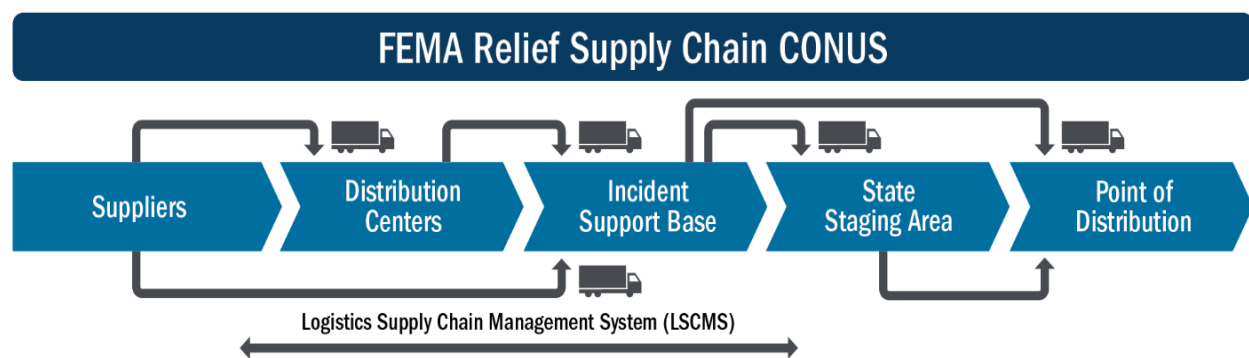 FEMA Relief Supply Chain CONUS
Suppliers
Distribution
Centers
Incident
Support Base
State
Staging Area
Point of
Distribution
Logistics Supply Chain Management System (LSCMS)